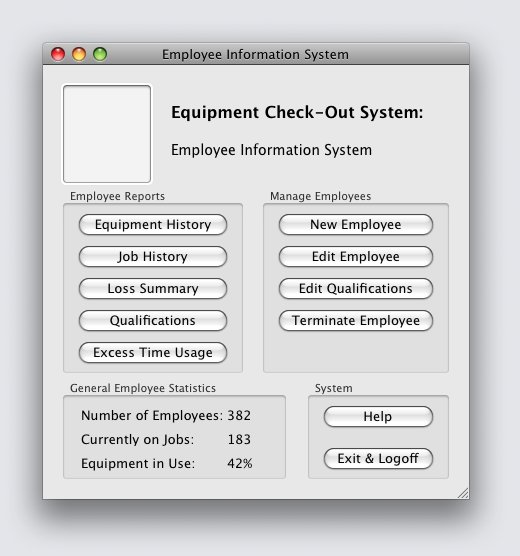 Employee Information System
Equipment Check-Out System:
Employee Information System
Employee Reports
Equipment History
Job History
Loss Summary
Qualifications
Excess Time Usage
Manage Employees
New Employee
Edit Employee
Edit Qualifications
Terminate Employee
General Employee Statistics
Number of Employees: 382
Currently on Jobs: 183
Equipment in Use: 42%
System
Help
Exit & Logoff